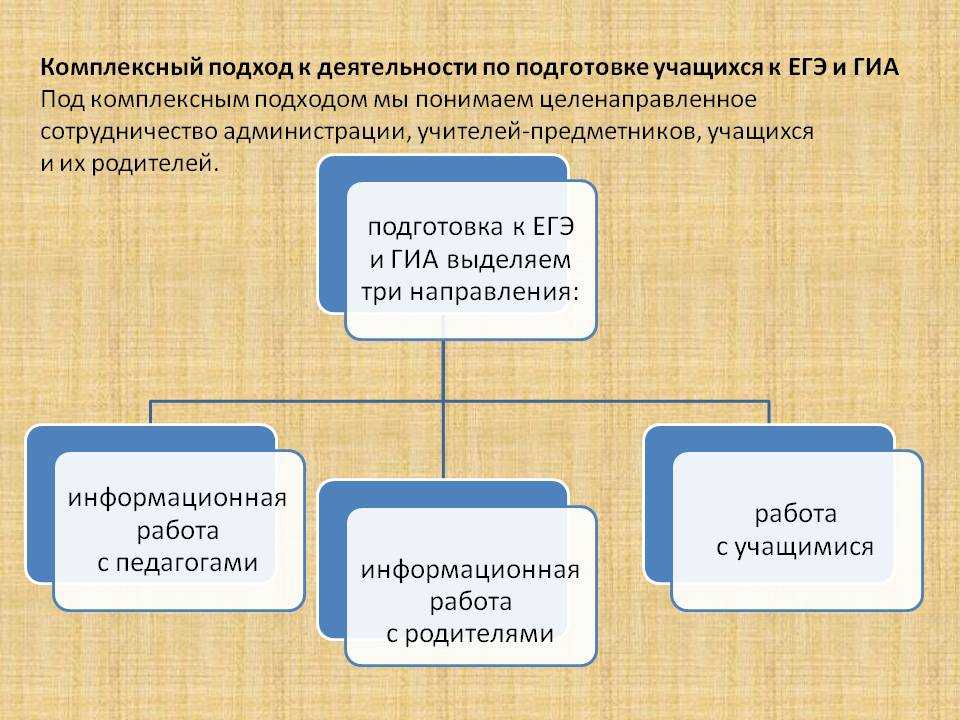 Комплексный подход к деятельности по подготовке учащихся к ЕГЭ и ГИА
Под комплексным подходом мы понимаем целенаправленное
сотрудничество администрации, учителей-предметников, учащихся
и их родителей.
подготовка к ЕГЭ
и ГИА выделяем
три направления:
информационная
работа
с педагогами
информационная
работа
с родителями
работа
с учащимися